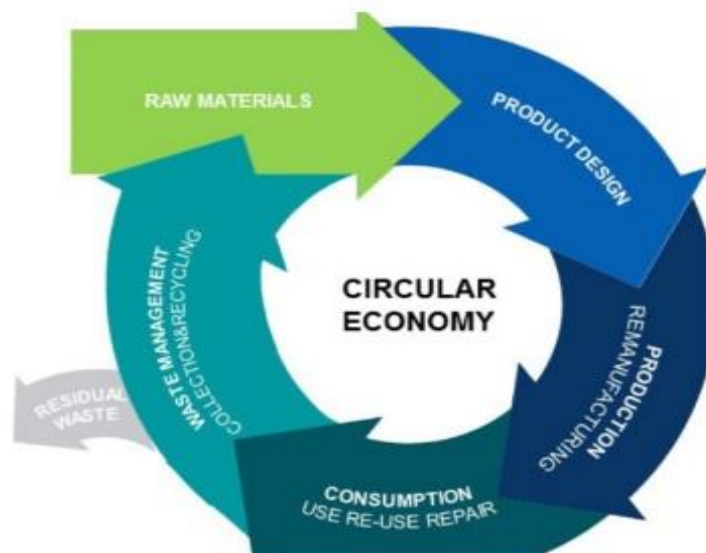 RAW MATERIALS
PRODUCT DESIGN
CIRCULAR
ECONOMY
PRODUCTION
REMANUFACTURING
WASTE MANAGEMENT
COLLECTION&RECYCLING
RESIDUAL
WASTE
CONSUMPTION
USE RE-USE REPAIR